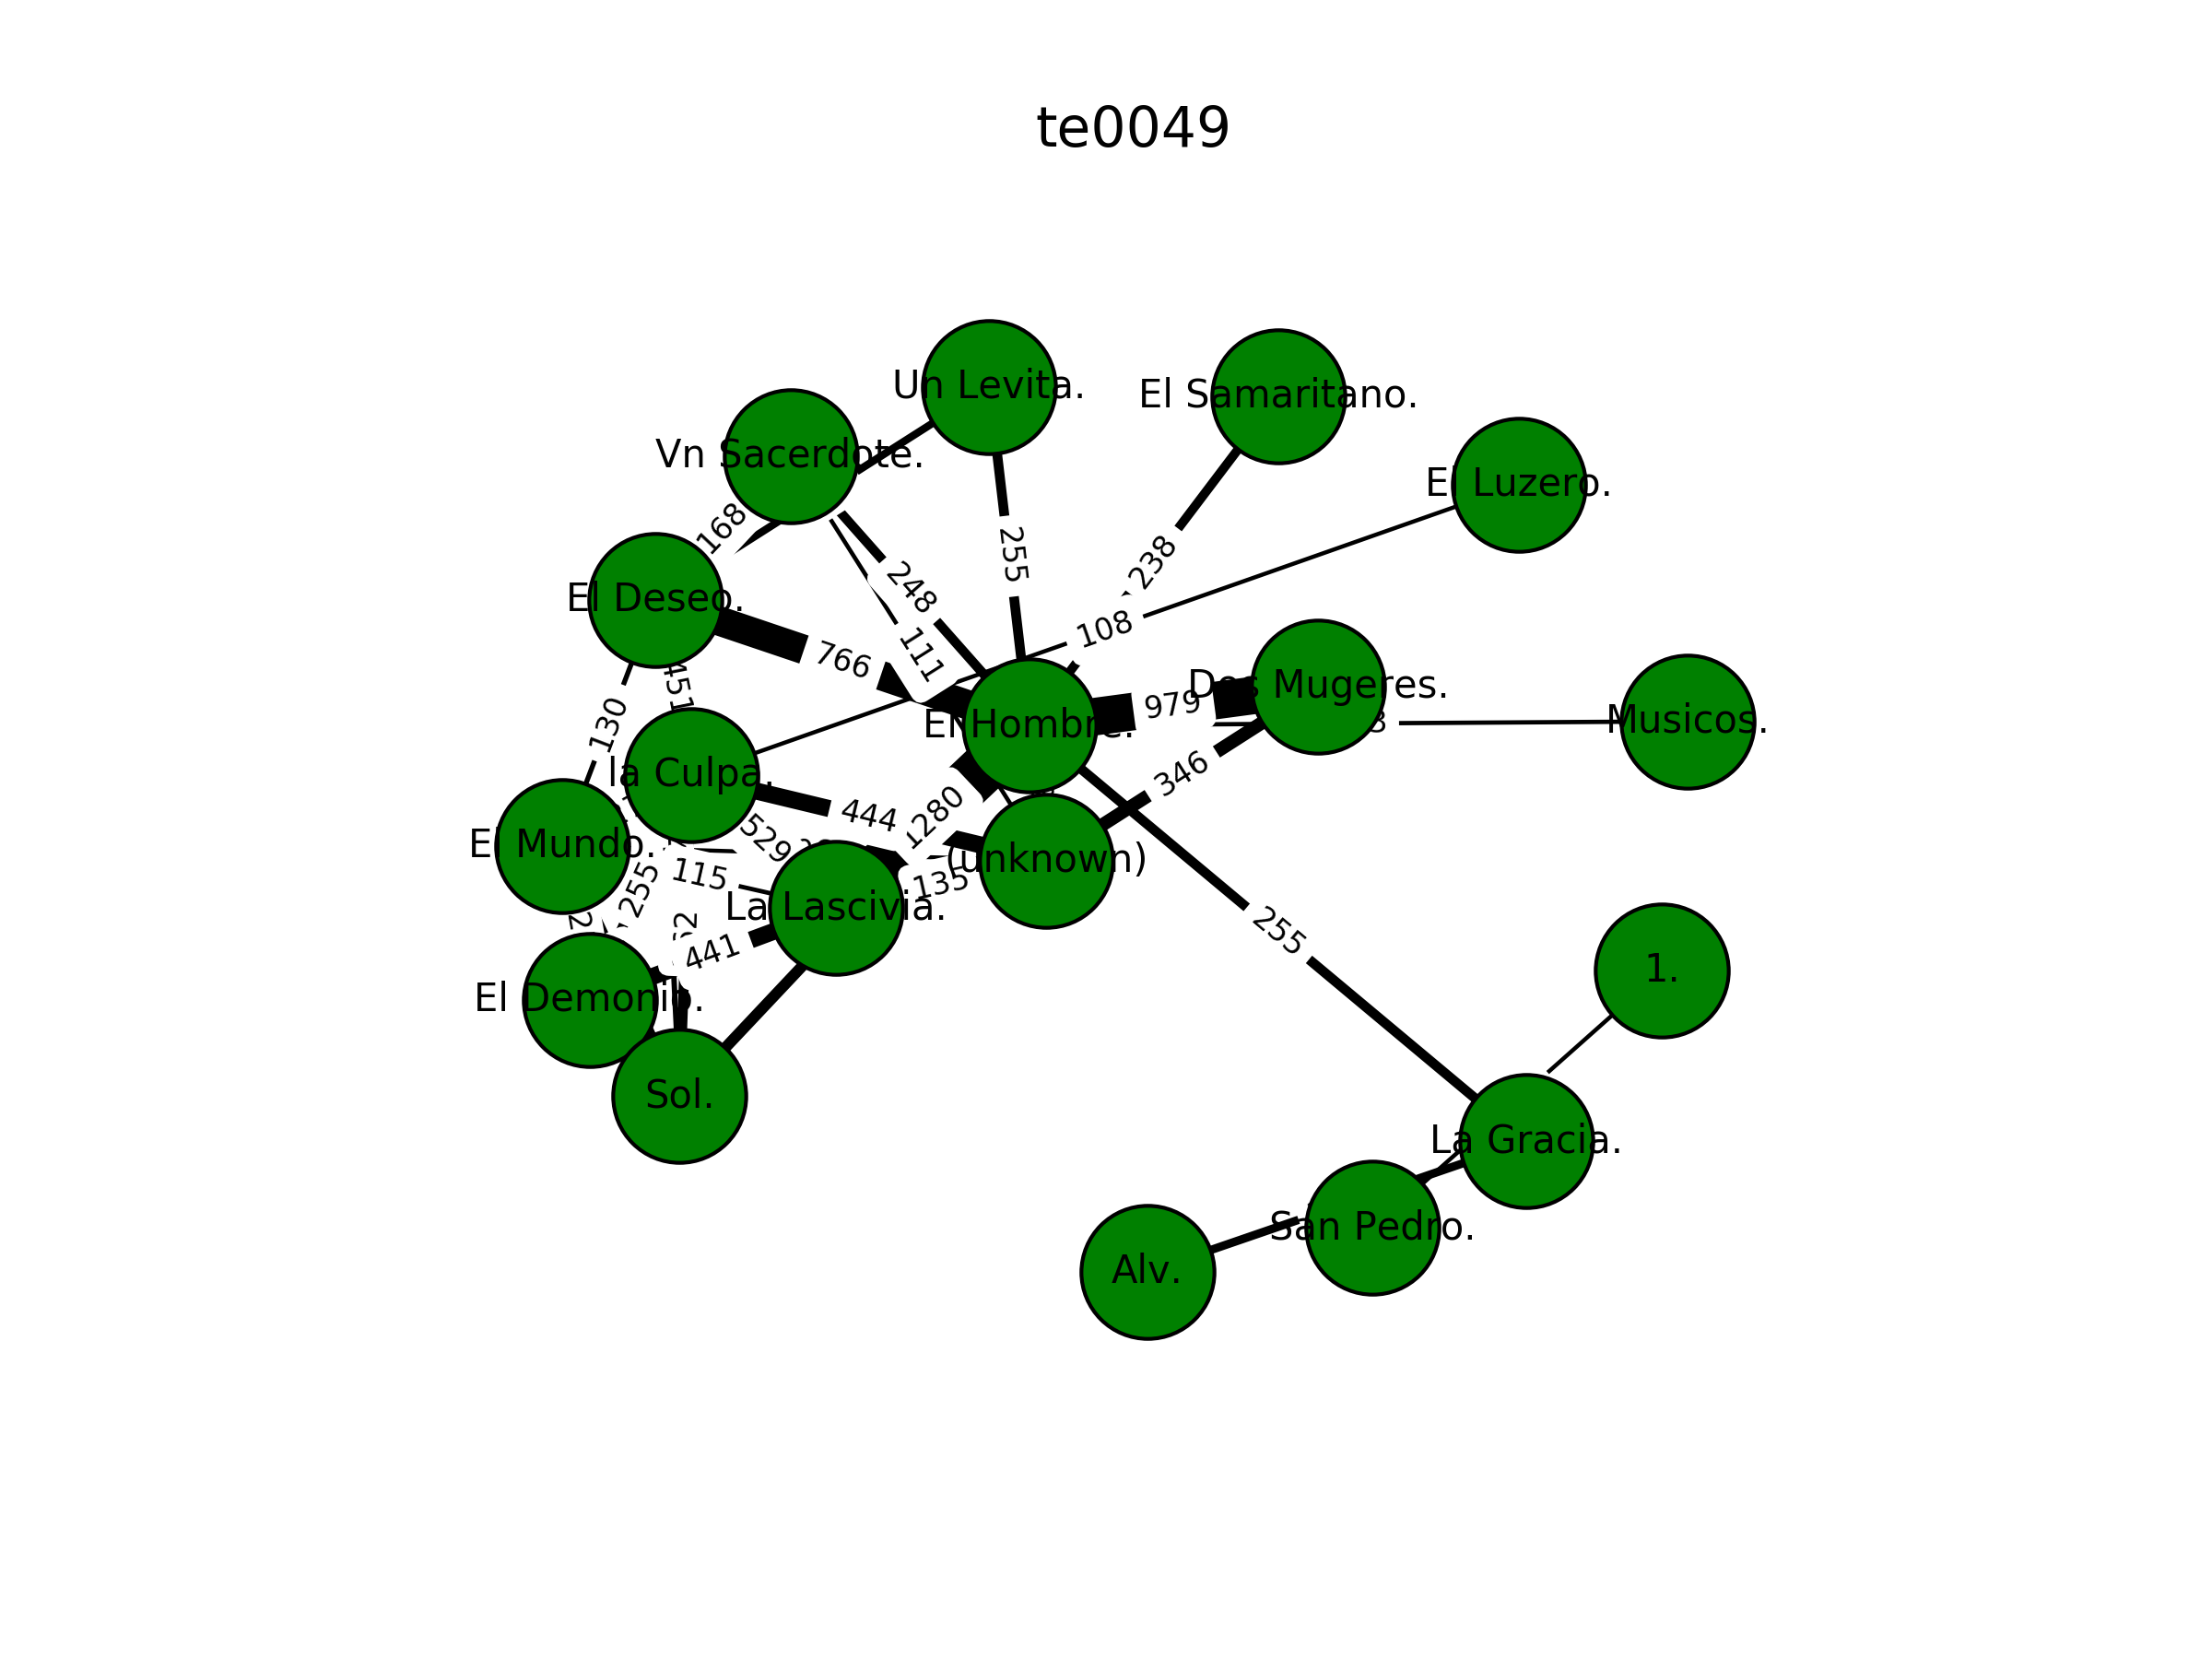 te0049
Un Levita.
El Samaritano.
Vn Sacerdote.
El Luzero.
168
255
238
248
El Deseo.
108
111
766
451
Dos Mugeres.
979
130
El Hombre.
Musicos.
346
la Culpa.
1280
444
529
El Mundo.
(unknown)
115
135
255
La Lascivia.
441
255
1.
El Demonio.
Sol.
La Gracia.
San Pedro.
Alv.